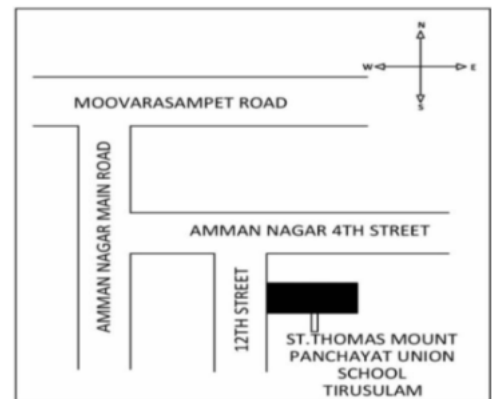 N
W E
S
MOOVARASAMPET ROAD
AMMAN NAGAR MAIN ROAD
AMMAN NAGAR 4TH STREET
12TH STREET
ST.THOMAS MOUNT
PANCHAYAT UNION
SCHOOL
TIRUSULAM